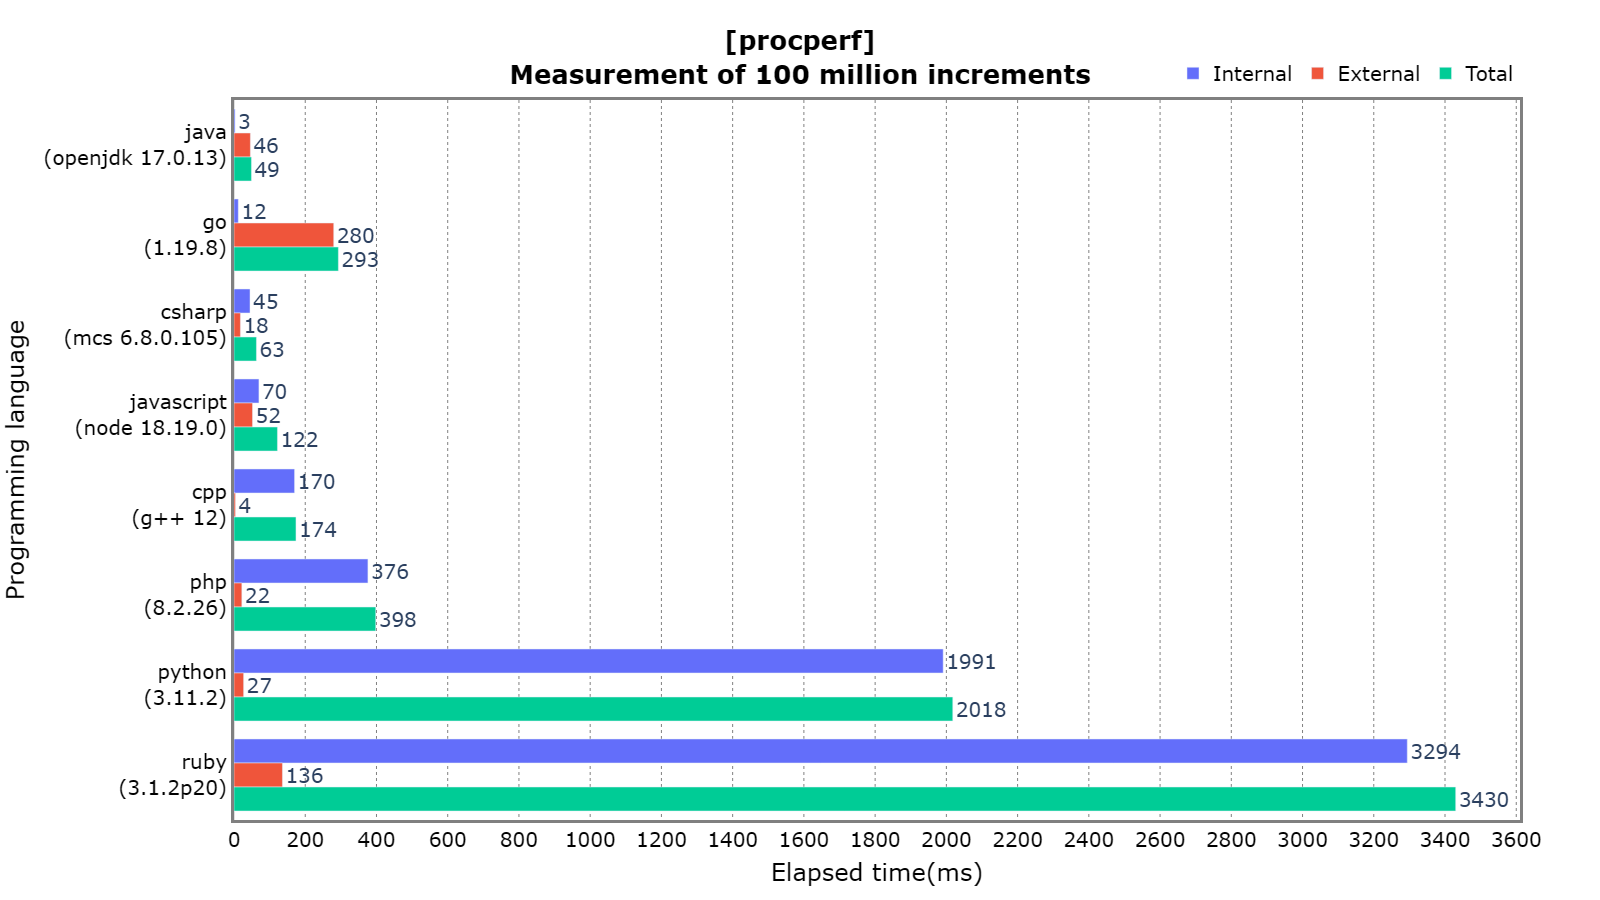 [procperf]
Measurement of 100 million increments
Internal External Total
Programming language
java
(openjdk 17.0.13)
3
46
49
go
(1.19.8)
12
280
293
csharp
(mcs 6.8.0.105)
45
18
63
javascript
(node 18.19.0)
70
52
122
cpp
(g++ 12)
170
4
174
php
(8.2.26)
376
22
398
python
(3.11.2)
1991
27
2018
ruby
(3.1.2p20)
3294
136
3430
0 200 400 600 800 1000 1200 1400 1600 1800 2000 2200 2400 2600 2800 3000 3200 3400 3600
Elapsed time(ms)